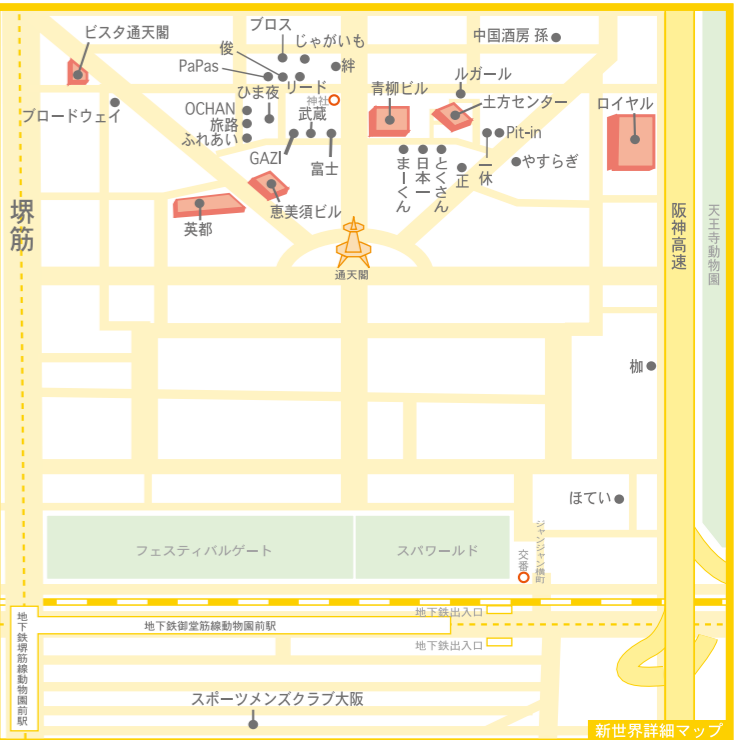 ブロス
ビスタ通天閣
じゃがいも
中国酒房 孫
俊
絆
PaPas
リード
ルガール
ひま夜
青柳ビル
神社
土方センター
ブロードウェイ
OCHAN
武蔵
ロイヤル
旅路
ふれあい
Pit-in
GAZI
富士
まーくん
日本一
とくさん
正
一休
やすらぎ
恵美須ビル
英都
堺筋
阪神高速
天王寺動物園
通天閣
枷
ほてい
フェスティバルゲート
スパワールド
交番
ジャンジャン横町
地下鉄出入口
地下鉄御堂筋線動物園前駅
地下鉄堺筋線動物園前駅
地下鉄出入口
スポーツメンズクラブ大阪
新世界詳細マップ